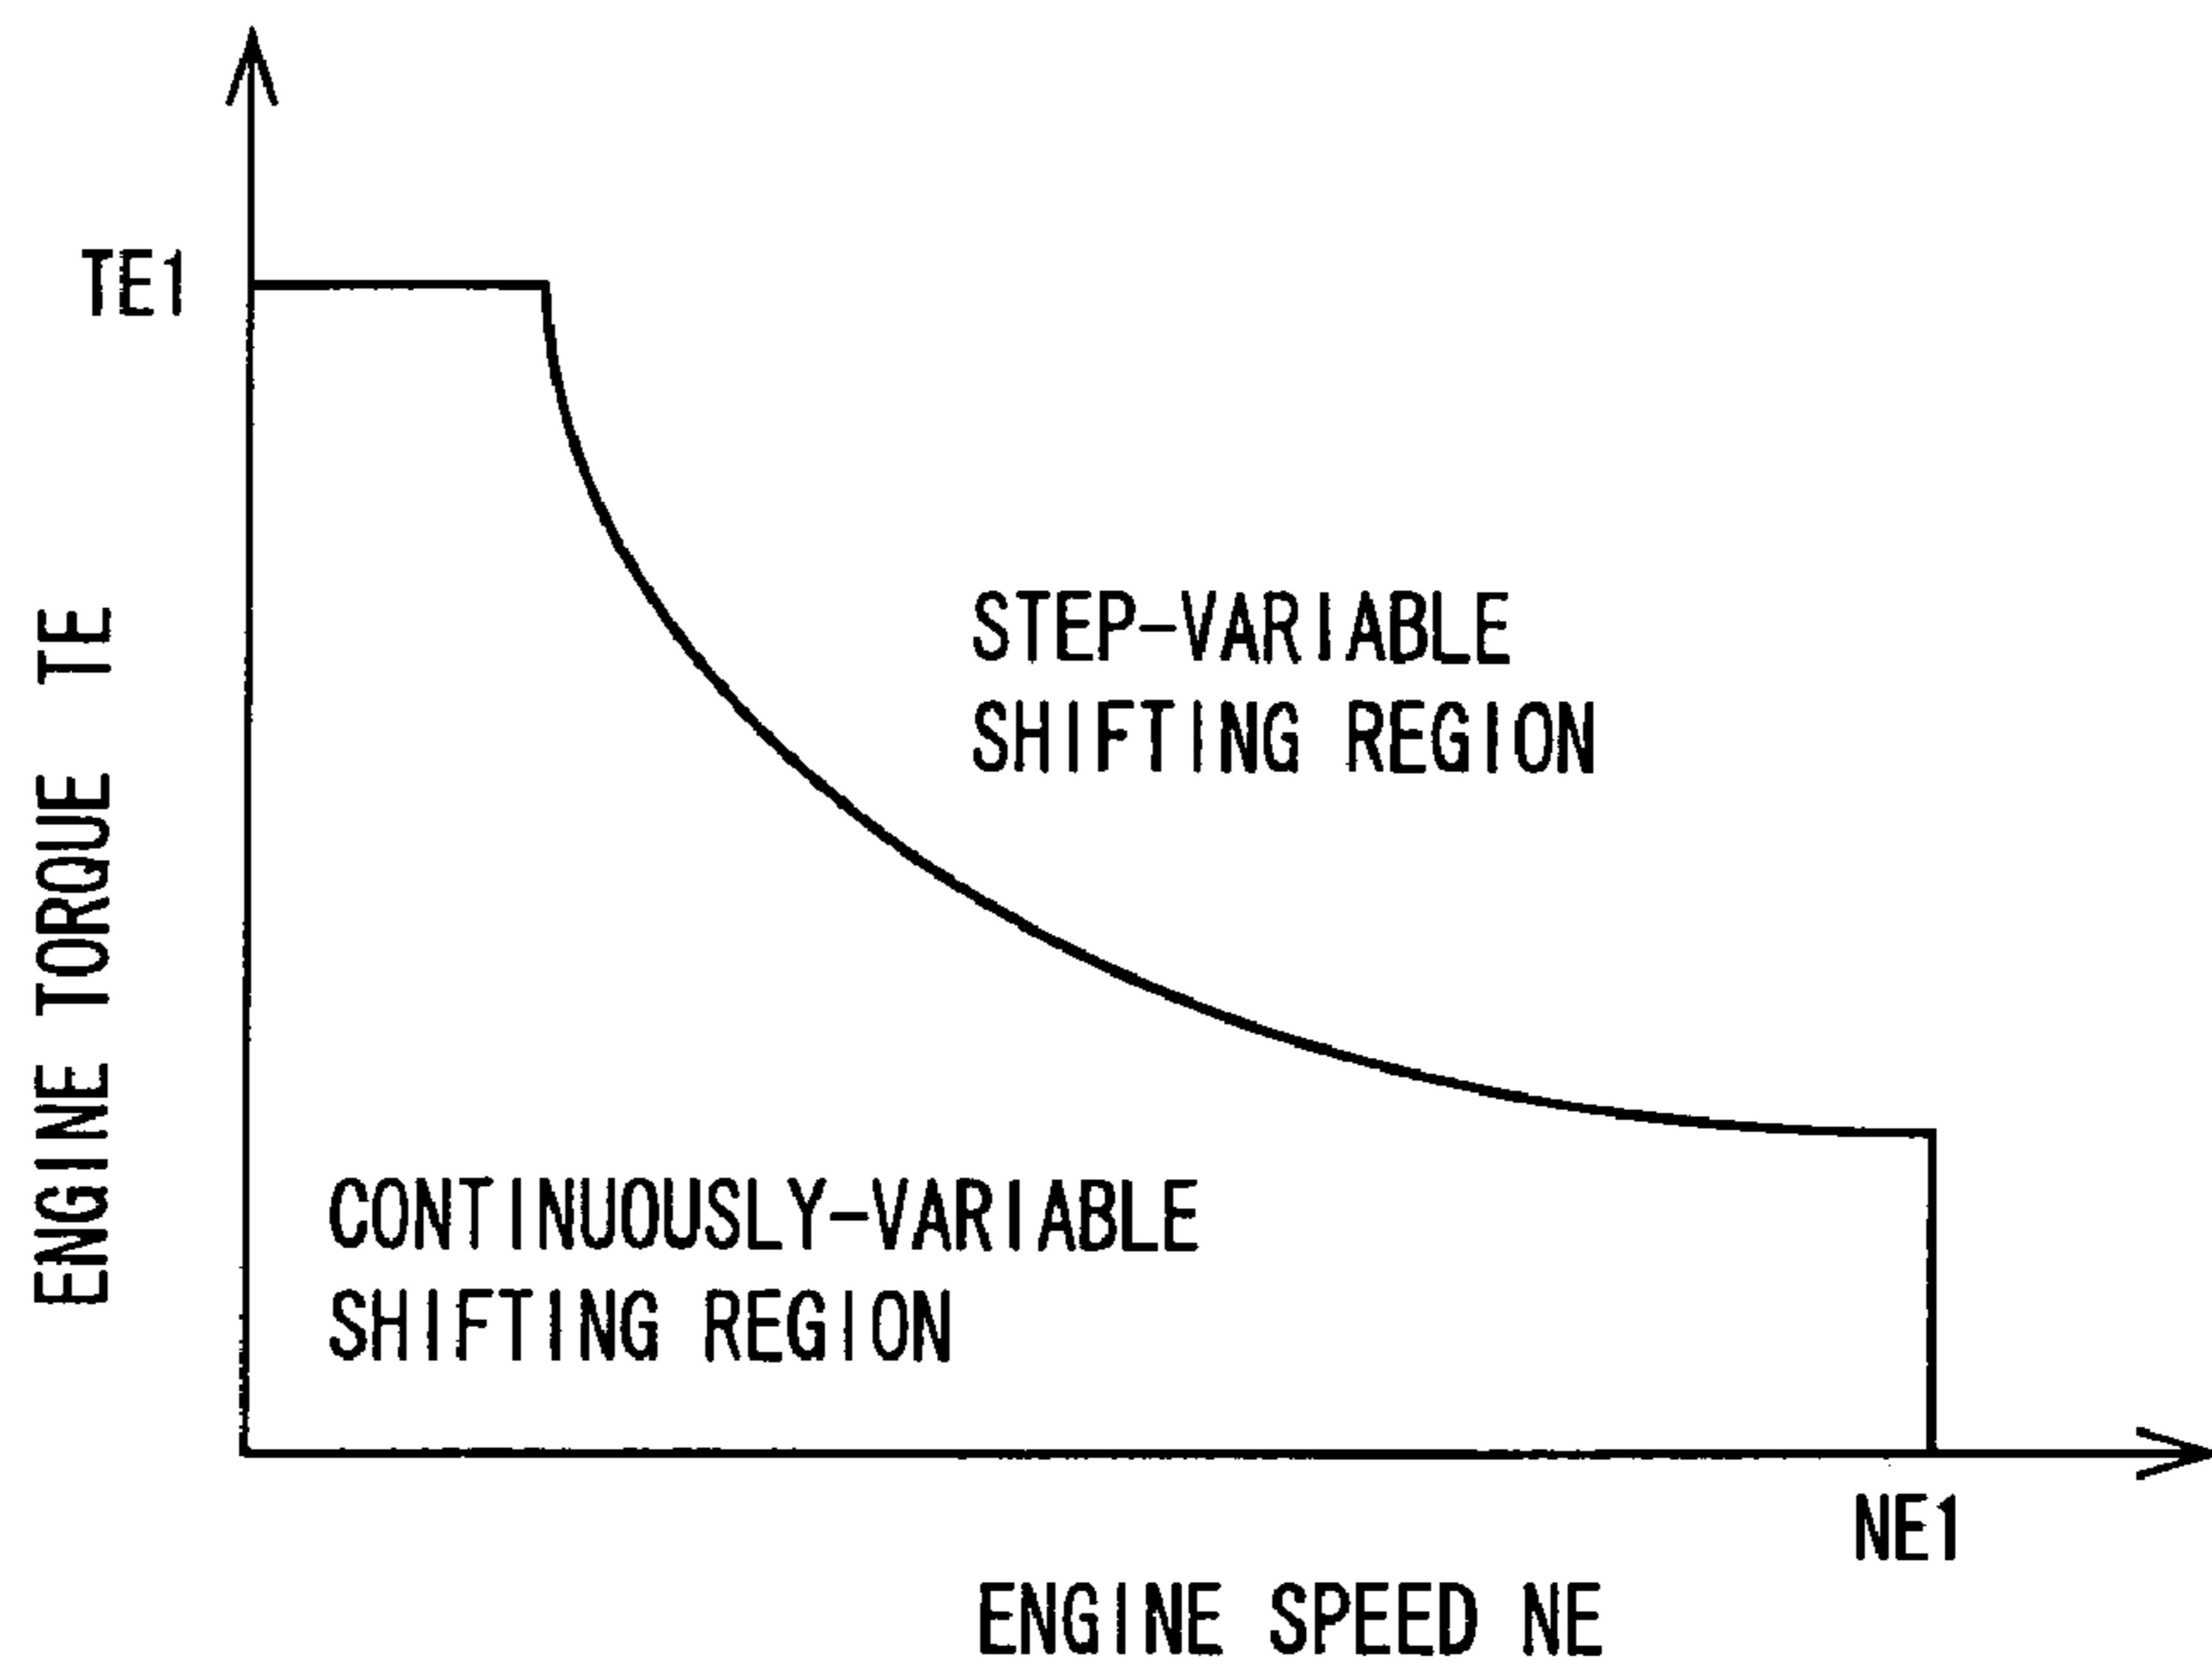 TE1
ENGINE TORQUE TE
STEP-VARIABLE
SHIFTING REGION
CONTINUOUSLY-VARIABLE
SHIFTING REGION
NE1
ENGINE SPEED NE